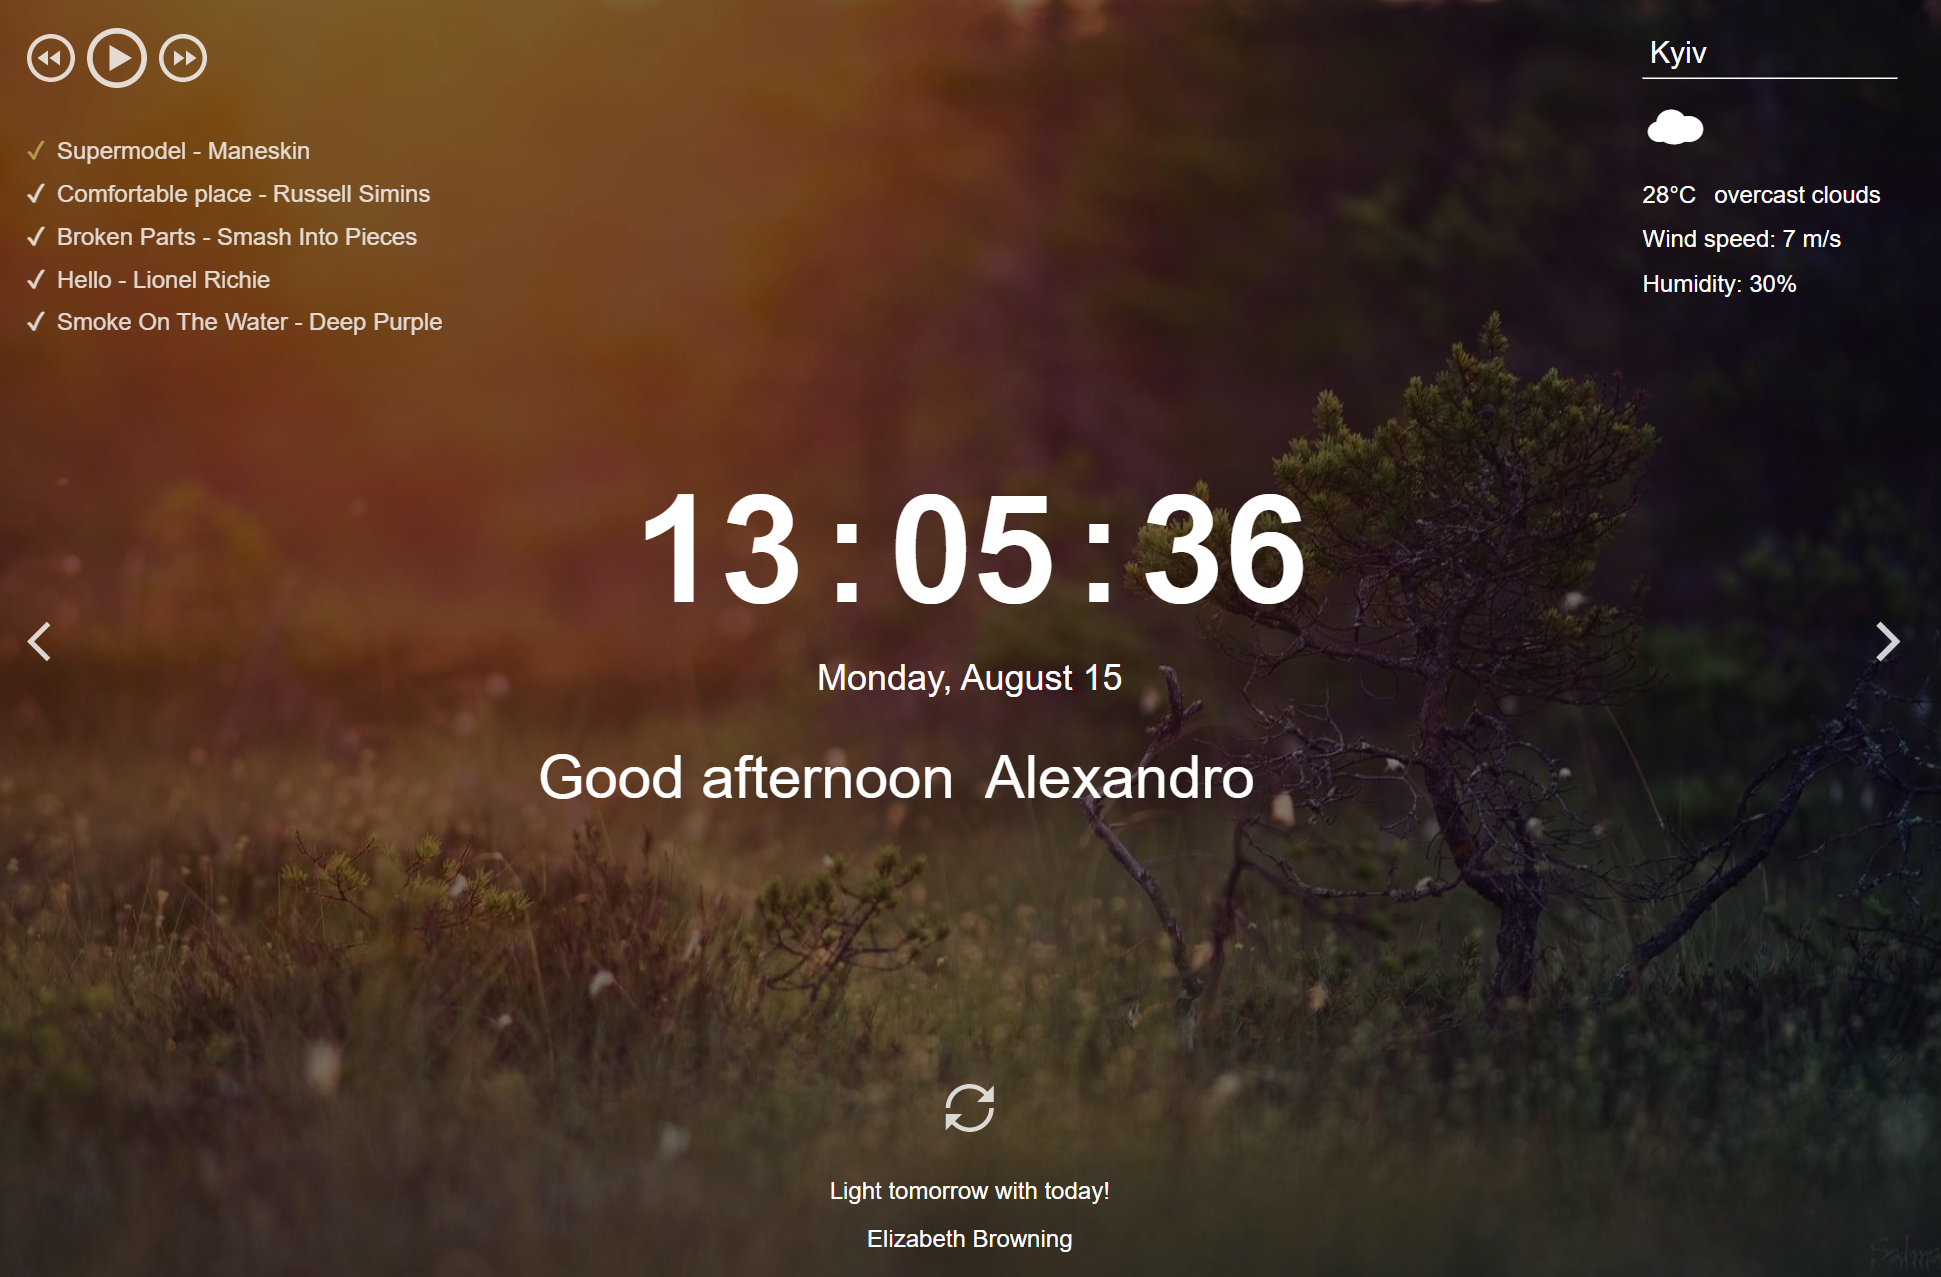 Kyiv
Supermodel - Maneskin
Comfortable place - Russell Simins
Broken Parts - Smash Into Pieces
Hello - Lionel Richie
Smoke On The Water - Deep Purple
28°C overcast clouds
Wind speed: 7 m/s
Humidity: 30%
13:05:36
Monday, August 15
Good afternoon Alexandro
Light tomorrow with today!
Elizabeth Browning